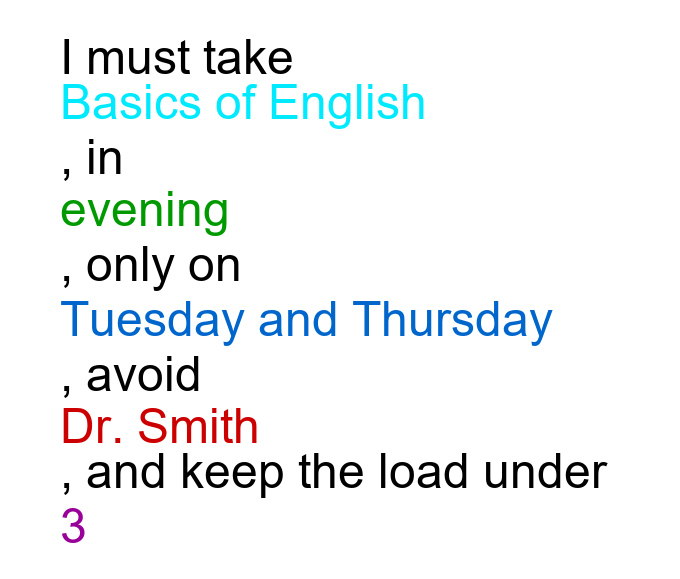 I must take
Basics of English
, in
evening
, only on
Tuesday and Thursday
, avoid
Dr. Smith
, and keep the load under
3